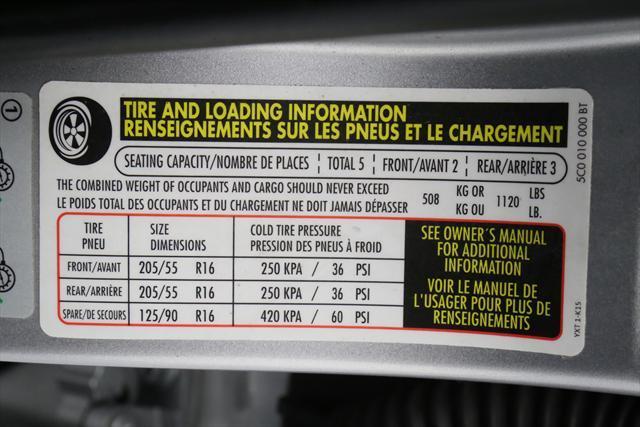 1
TIRE AND LOADING INFORMATION
RENSEIGNEMENTS SUR LES PNEUS ET LE CHARGEMENT
SEATING CAPACITY/NOMBRE DE PLACES ¦ TOTAL 5 ¦ FRONT/AVANT 2 ¦ REAR/ARRIÈRE 3
THE COMBINED WEIGHT OF OCCUPANTS AND CARGO SHOULD NEVER EXCEED
LE POIDS TOTAL DES OCCUPANTS ET DU CHARGEMENT NE DOIT JAMAIS DÉPASSER
508 KG OR 1120 LBS
KG OU LB.
TIRE SIZE COLD TIRE PRESSURE
PNEU DIMENSIONS PRESSION DES PNEUS À FROID
FRONT/AVANT 205/55 R16 250 KPA / 36 PSI
REAR/ARRIÈRE 205/55 R16 250 KPA / 36 PSI
SPARE/DE SECOURS 125/90 R16 420 KPA / 60 PSI
SEE OWNER'S MANUAL
FOR ADDITIONAL
INFORMATION
VOIR LE MANUEL DE
L'USAGER POUR PLUS DE
RENSEIGNEMENTS
5C0 010 000 BT
YXT 1-K15